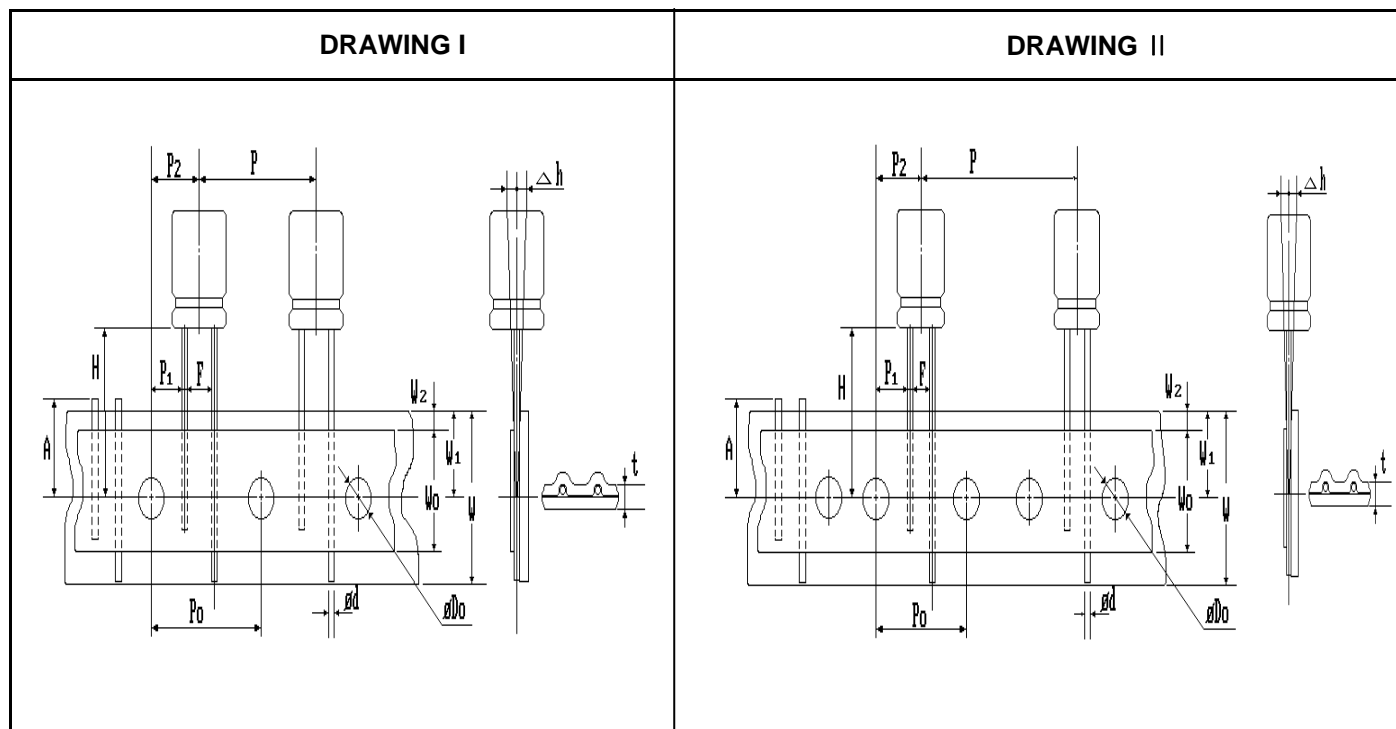 DRAWING I
DRAWING II
P2 P
△h
H
P1 F
W2
A
W1
t
W0
W
ød
øD0
P0
P2 P
△h
H
P1 F
W2
A
W1
t
W0
W
ød
øD0
P0